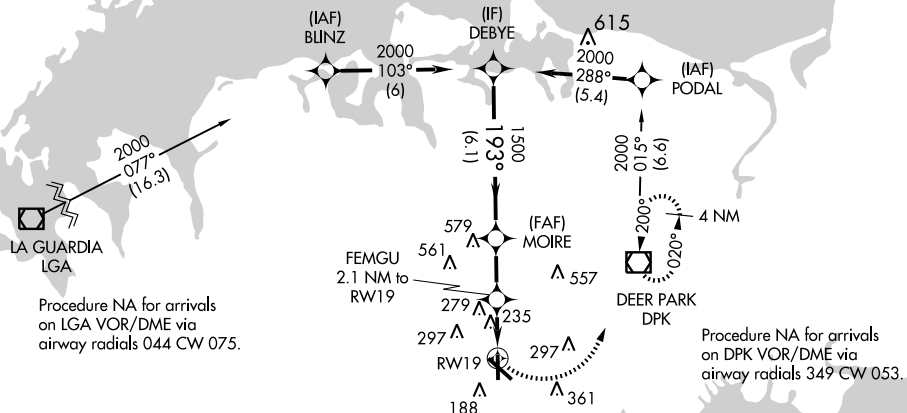 (IAF)
BLINZ
(IF)
DEBYE
615
2000
103°
(6)
2000
288°
(5.4)
(IAF)
PODAL
2000
077°
(16.3)
1500
193°
(6.1)
2000
015°
(6.6)
LA GUARDIA
LGA
200°
020°
4 NM
579
(FAF)
MOIRE
561
557
FEMGU
2.1 NM to
RW19
DEER PARK
DPK
279
235
Procedure NA for arrivals
on LGA VOR/DME via
airway radials 044 CW 075.
297
297
RW19
Procedure NA for arrivals
on DPK VOR/DME via
airway radials 349 CW 053.
188
361